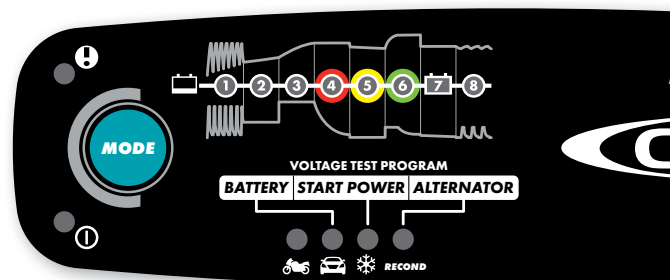 1 2 3 4 5 6 7 8
MODE
VOLTAGE TEST PROGRAM
BATTERY START POWER ALTERNATOR
RECOND